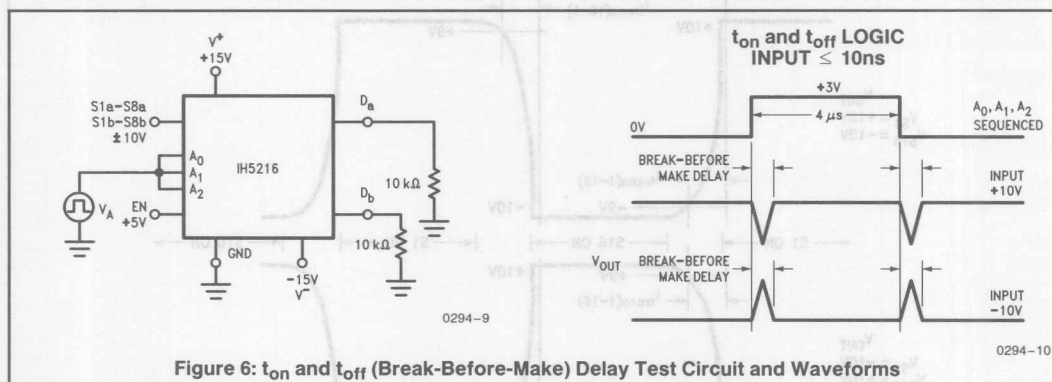 V+
+15V
S1a–S8a
S1b–S8b
±10V
A0
A1
A2
IH5216
Da
Db
10 kΩ
10 kΩ
VA
EN
+5V
GND
–15V
V–
0294–9
ton and toff LOGIC
INPUT ≤ 10ns
+3V
4 μs
0V
A0, A1, A2
SEQUENCED
BREAK–BEFORE
MAKE DELAY
INPUT
+10V
VOUT
BREAK–BEFORE
MAKE DELAY
INPUT
–10V
0294–10
Figure 6: ton and toff (Break-Before-Make) Delay Test Circuit and Waveforms